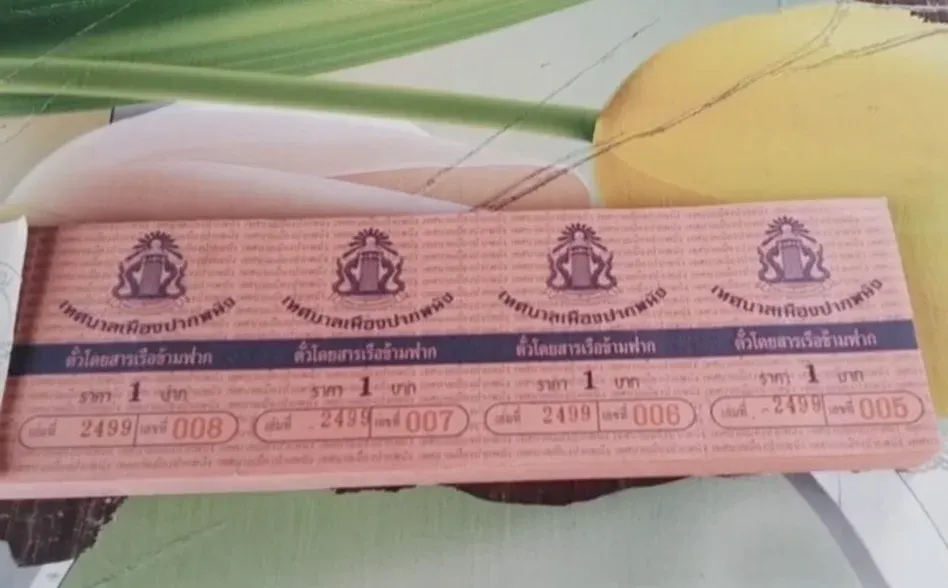 เทศบาลเมืองปากพนัง
ตั๋วโดยสารเรือข้ามฟาก
ราคา 1 บาท
เล่มที่ 2499 เลขที่ 008
เทศบาลเมืองปากพนัง
ตั๋วโดยสารเรือข้ามฟาก
ราคา 1 บาท
เล่มที่ 2499 เลขที่ 007
เทศบาลเมืองปากพนัง
ตั๋วโดยสารเรือข้ามฟาก
ราคา 1 บาท
เล่มที่ 2499 เลขที่ 006
เทศบาลเมืองปากพนัง
ตั๋วโดยสารเรือข้ามฟาก
ราคา 1 บาท
เล่มที่ 2499 เลขที่ 005